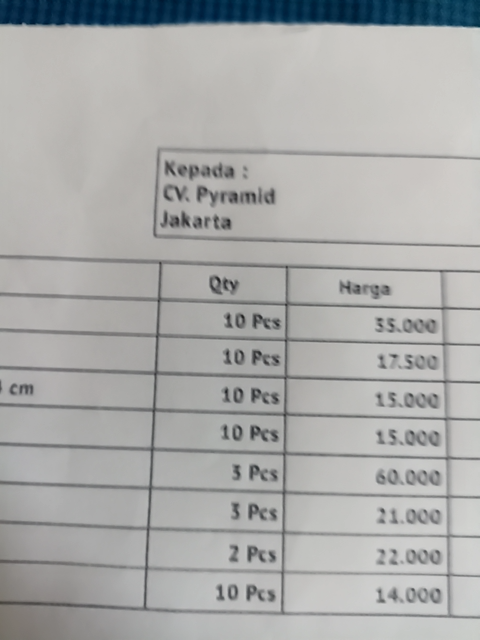 Kepada :
CV. Pyramid
Jakarta
Qty Harga
10 Pcs 35.000
10 Pcs 17.500
cm 10 Pcs 15.000
10 Pcs 15.000
3 Pcs 60.000
3 Pcs 21.000
2 Pcs 22.000
10 Pcs 14.000